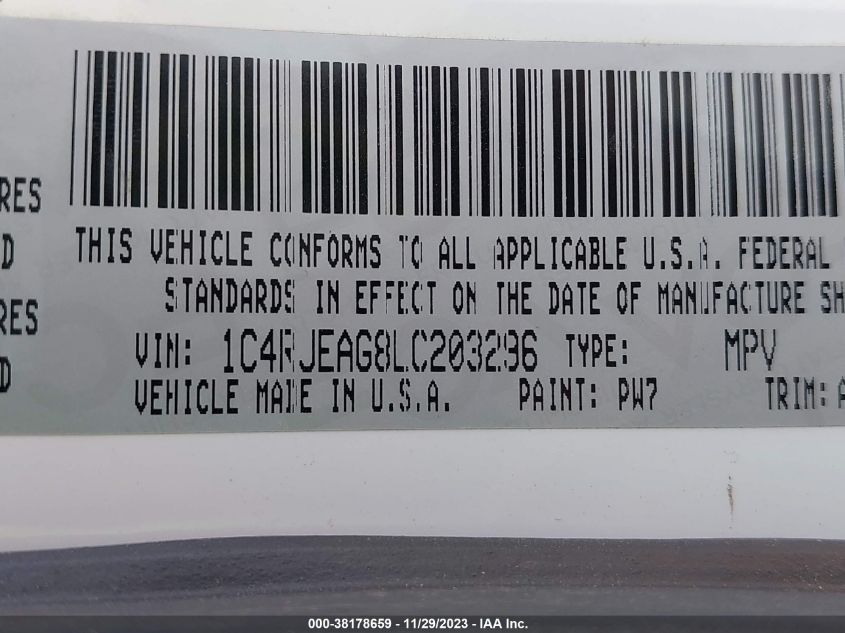 RES
D
RES
D
THIS VEHICLE CONFORMS TO ALL APPLICABLE U.S.A. FEDERAL
STANDARDS IN EFFECT ON THE DATE OF MANUFACTURE SH
VIN: 1C4RJEAG8LC203296 TYPE: MPV
VEHICLE MADE IN U.S.A. PAINT: PW7 TRIM: A
000-38178659 - 11/29/2023 - IAA Inc.